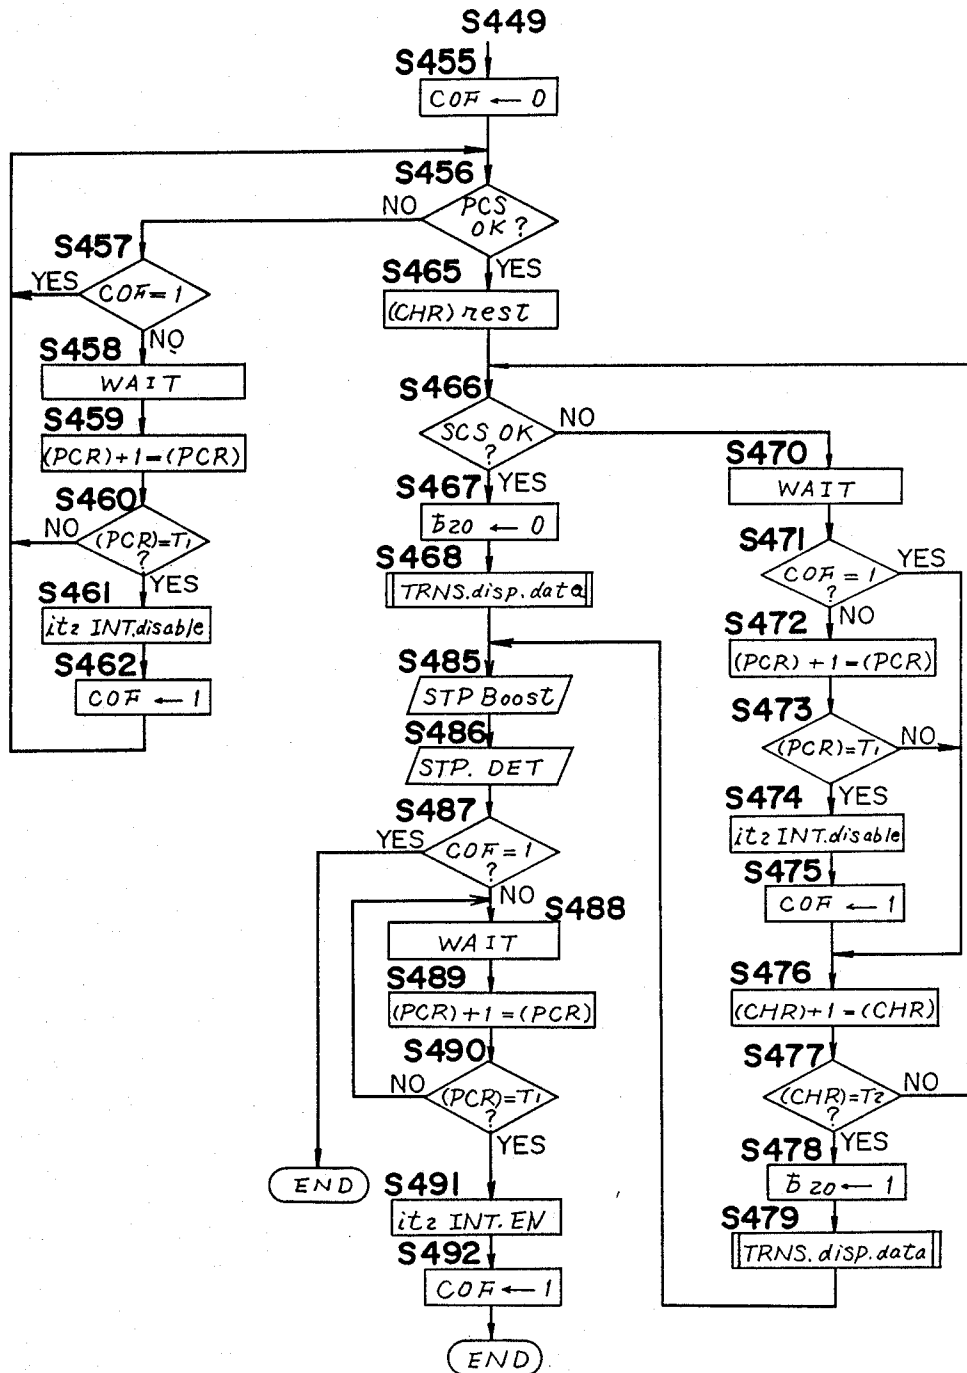 S449
S455
COF ← 0
S456
PCS
OK ?
NO
YES
S457
COF = 1
YES
NO
S458
WAIT
S459
(PCR)+1=(PCR)
S460
(PCR)=T1
?
NO
YES
S461
it2 INT.disable
S462
COF ← 1
S465
(CHR) rest
S466
SCS OK
?
NO
YES
S467
b20 ← 0
S468
TRNS.disp.data
S485
STP Boost
S486
STP. DET
S487
COF = 1
?
YES
NO
S488
WAIT
S489
(PCR)+1=(PCR)
S490
(PCR)=T1
?
NO
YES
END
S491
it2 INT.EN
S492
COF ← 1
END
S470
WAIT
S471
COF = 1
?
YES
NO
S472
(PCR)+1=(PCR)
S473
(PCR)=T1
NO
YES
S474
it2 INT.disable
S475
COF ← 1
S476
(CHR)+1=(CHR)
S477
(CHR)=T2
?
NO
YES
S478
b20 ← 1
S479
TRNS.disp.data